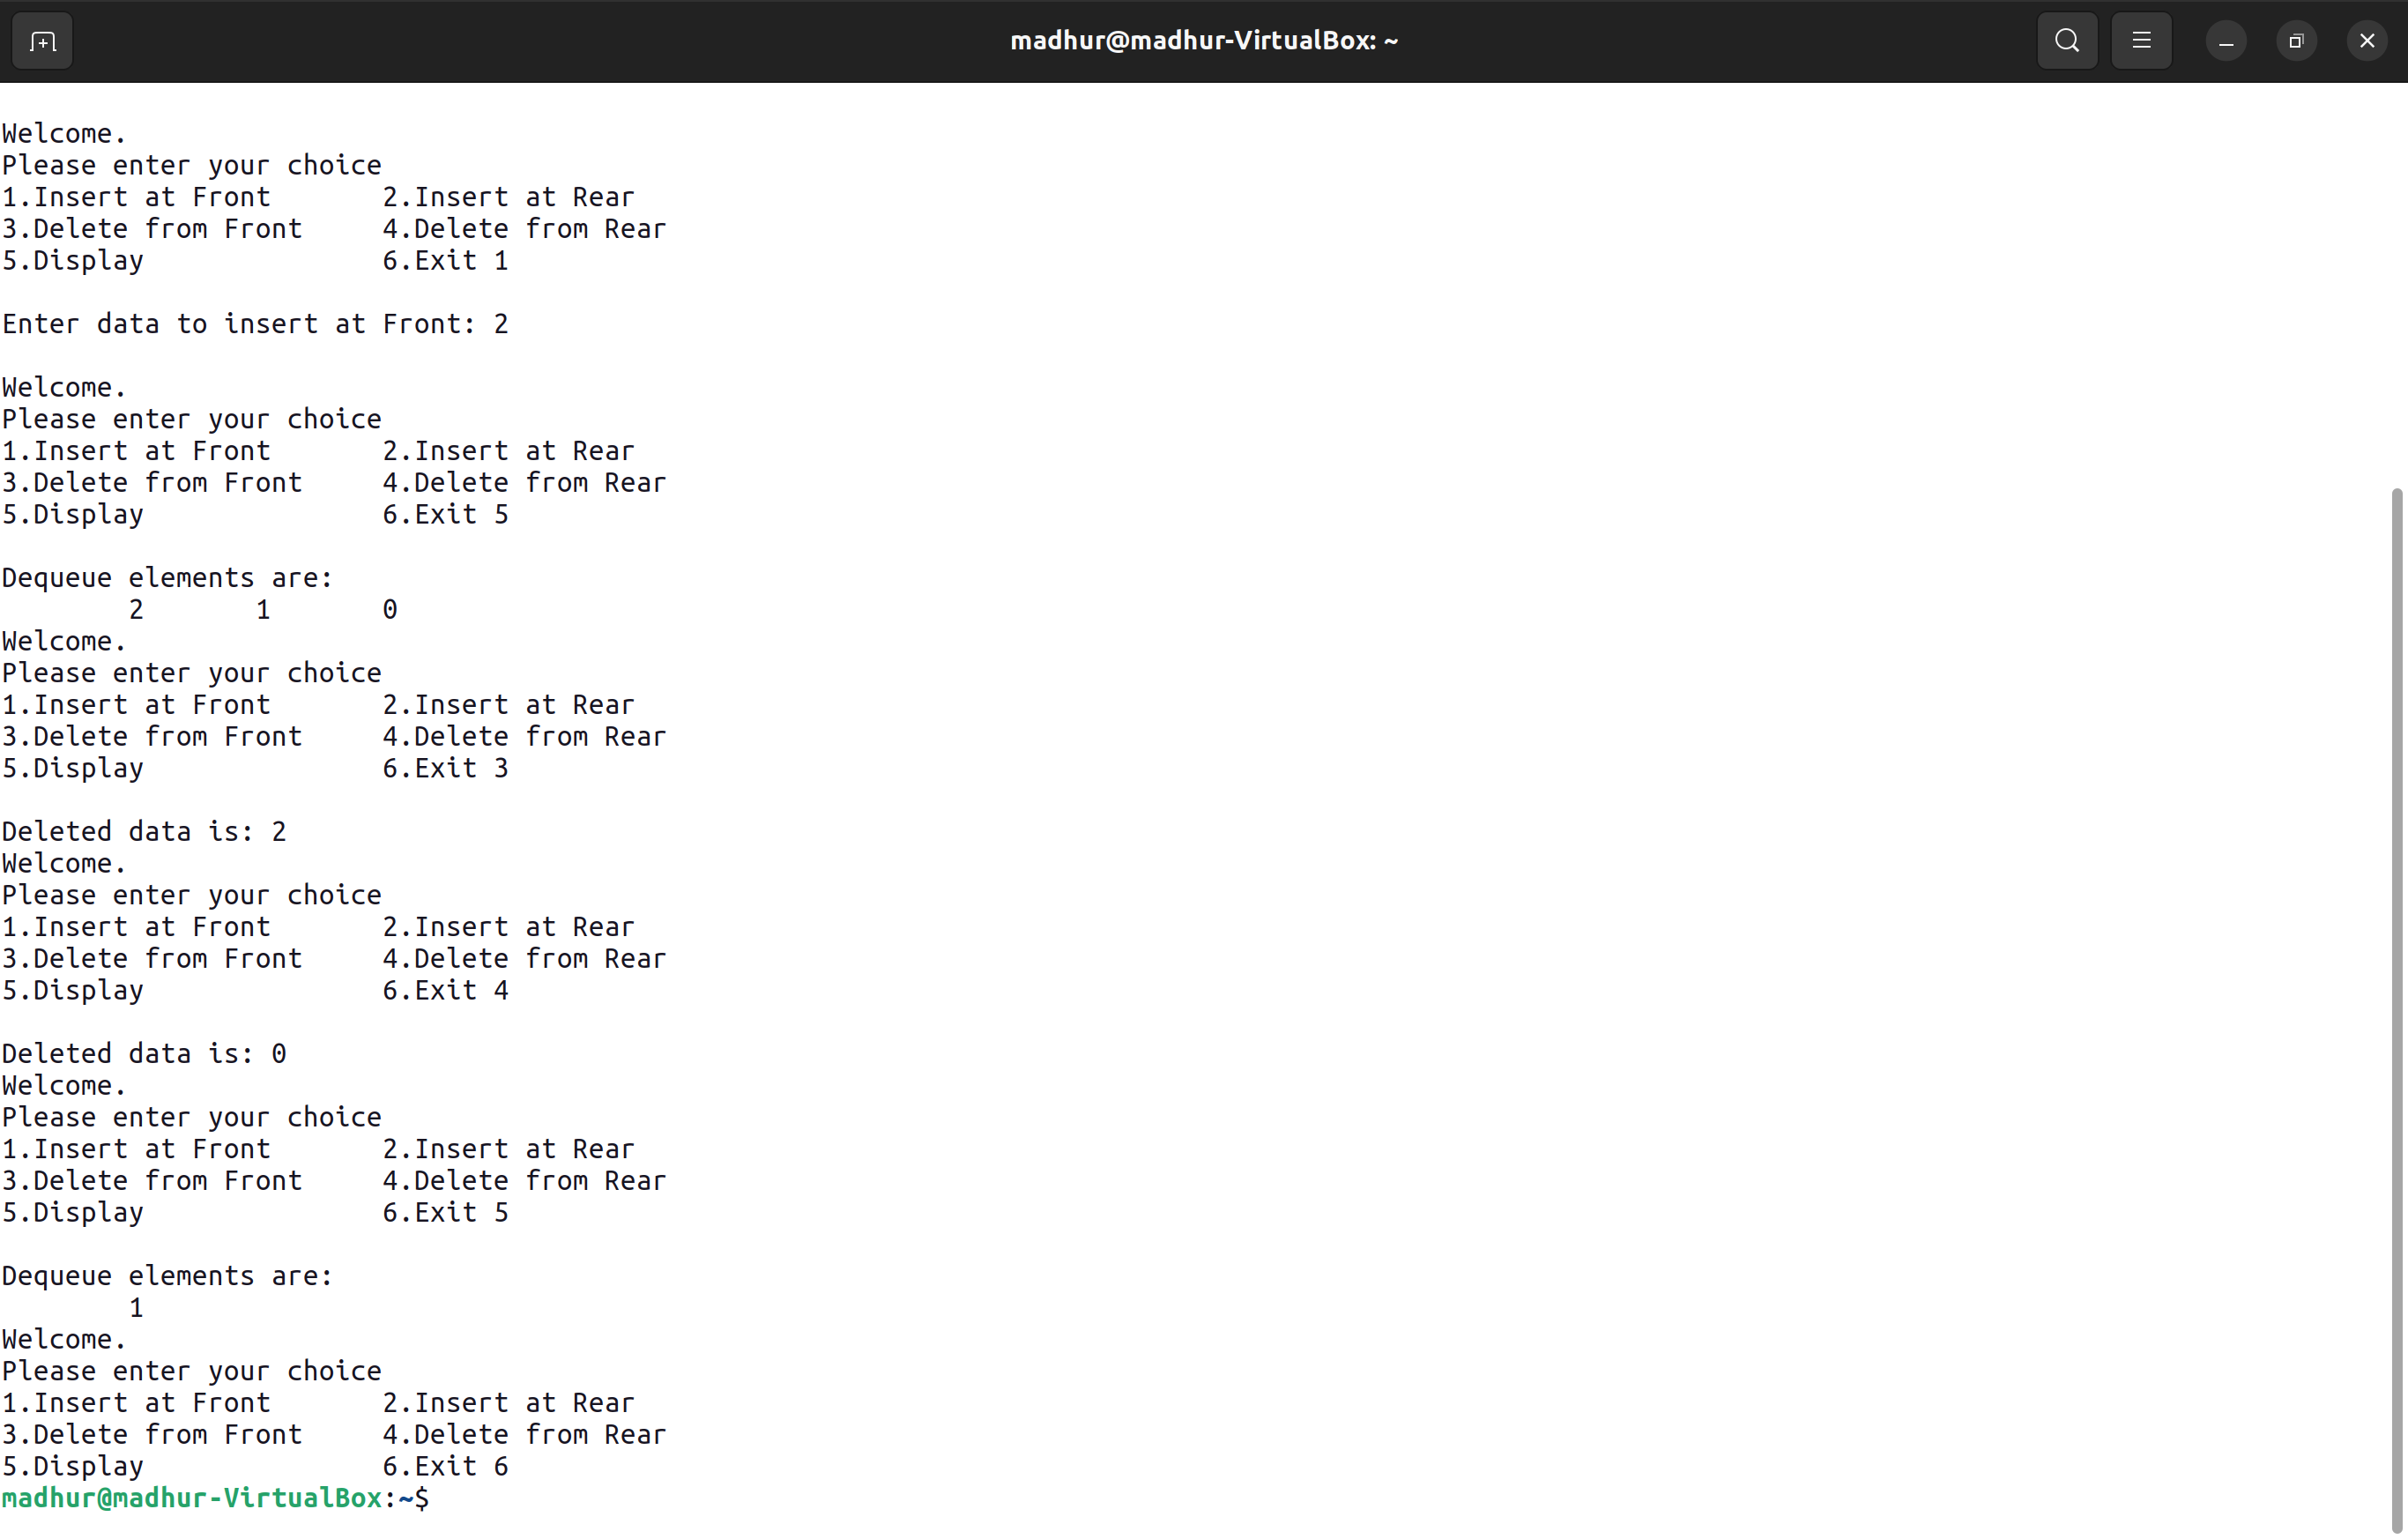 madhur@madhur-VirtualBox: ~
Welcome.
Please enter your choice
1.Insert at Front       2.Insert at Rear
3.Delete from Front     4.Delete from Rear
5.Display               6.Exit 1

Enter data to insert at Front: 2

Welcome.
Please enter your choice
1.Insert at Front       2.Insert at Rear
3.Delete from Front     4.Delete from Rear
5.Display               6.Exit 5

Dequeue elements are:
        2       1       0
Welcome.
Please enter your choice
1.Insert at Front       2.Insert at Rear
3.Delete from Front     4.Delete from Rear
5.Display               6.Exit 3

Deleted data is: 2
Welcome.
Please enter your choice
1.Insert at Front       2.Insert at Rear
3.Delete from Front     4.Delete from Rear
5.Display               6.Exit 4

Deleted data is: 0
Welcome.
Please enter your choice
1.Insert at Front       2.Insert at Rear
3.Delete from Front     4.Delete from Rear
5.Display               6.Exit 5

Dequeue elements are:
        1
Welcome.
Please enter your choice
1.Insert at Front       2.Insert at Rear
3.Delete from Front     4.Delete from Rear
5.Display               6.Exit 6
madhur@madhur-VirtualBox:~$